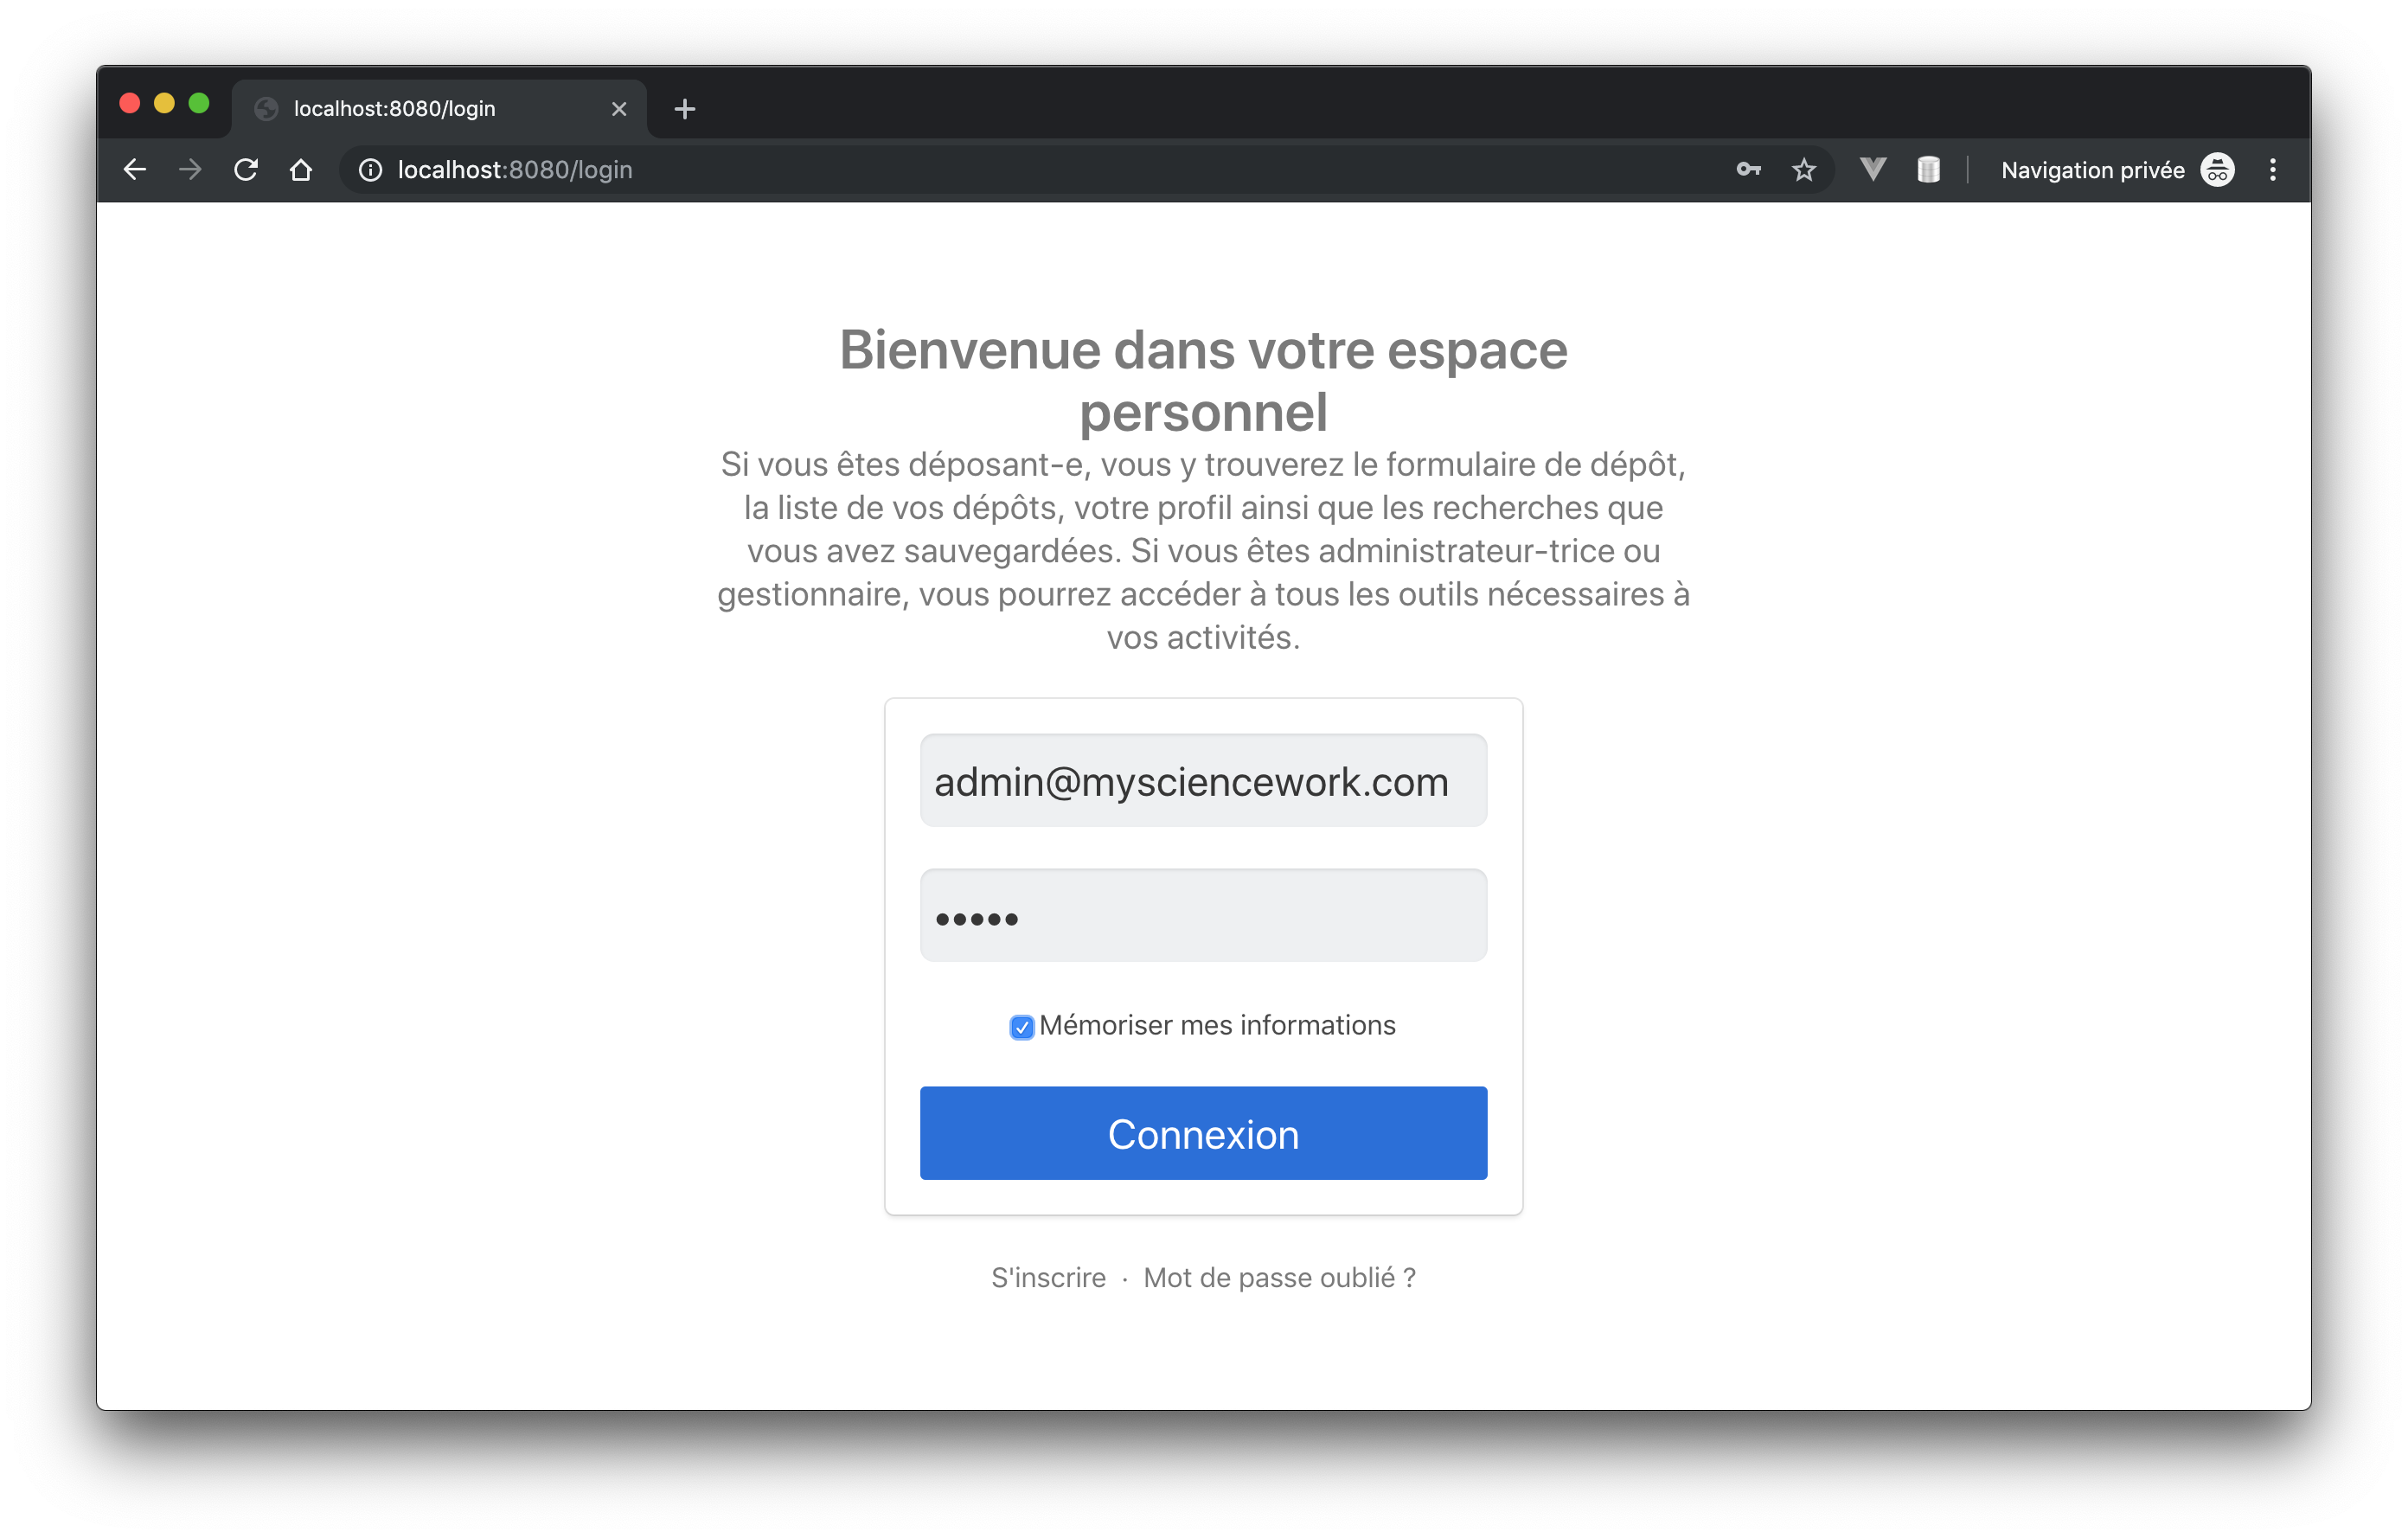 localhost:8080/login
localhost:8080/login
Navigation privée
Bienvenue dans votre espace
personnel
Si vous êtes déposant-e, vous y trouverez le formulaire de dépôt,
la liste de vos dépôts, votre profil ainsi que les recherches que
vous avez sauvegardées. Si vous êtes administrateur-trice ou
gestionnaire, vous pourrez accéder à tous les outils nécessaires à
vos activités.
admin@mysciencework.com
•••••
Mémoriser mes informations
Connexion
S'inscrire · Mot de passe oublié ?